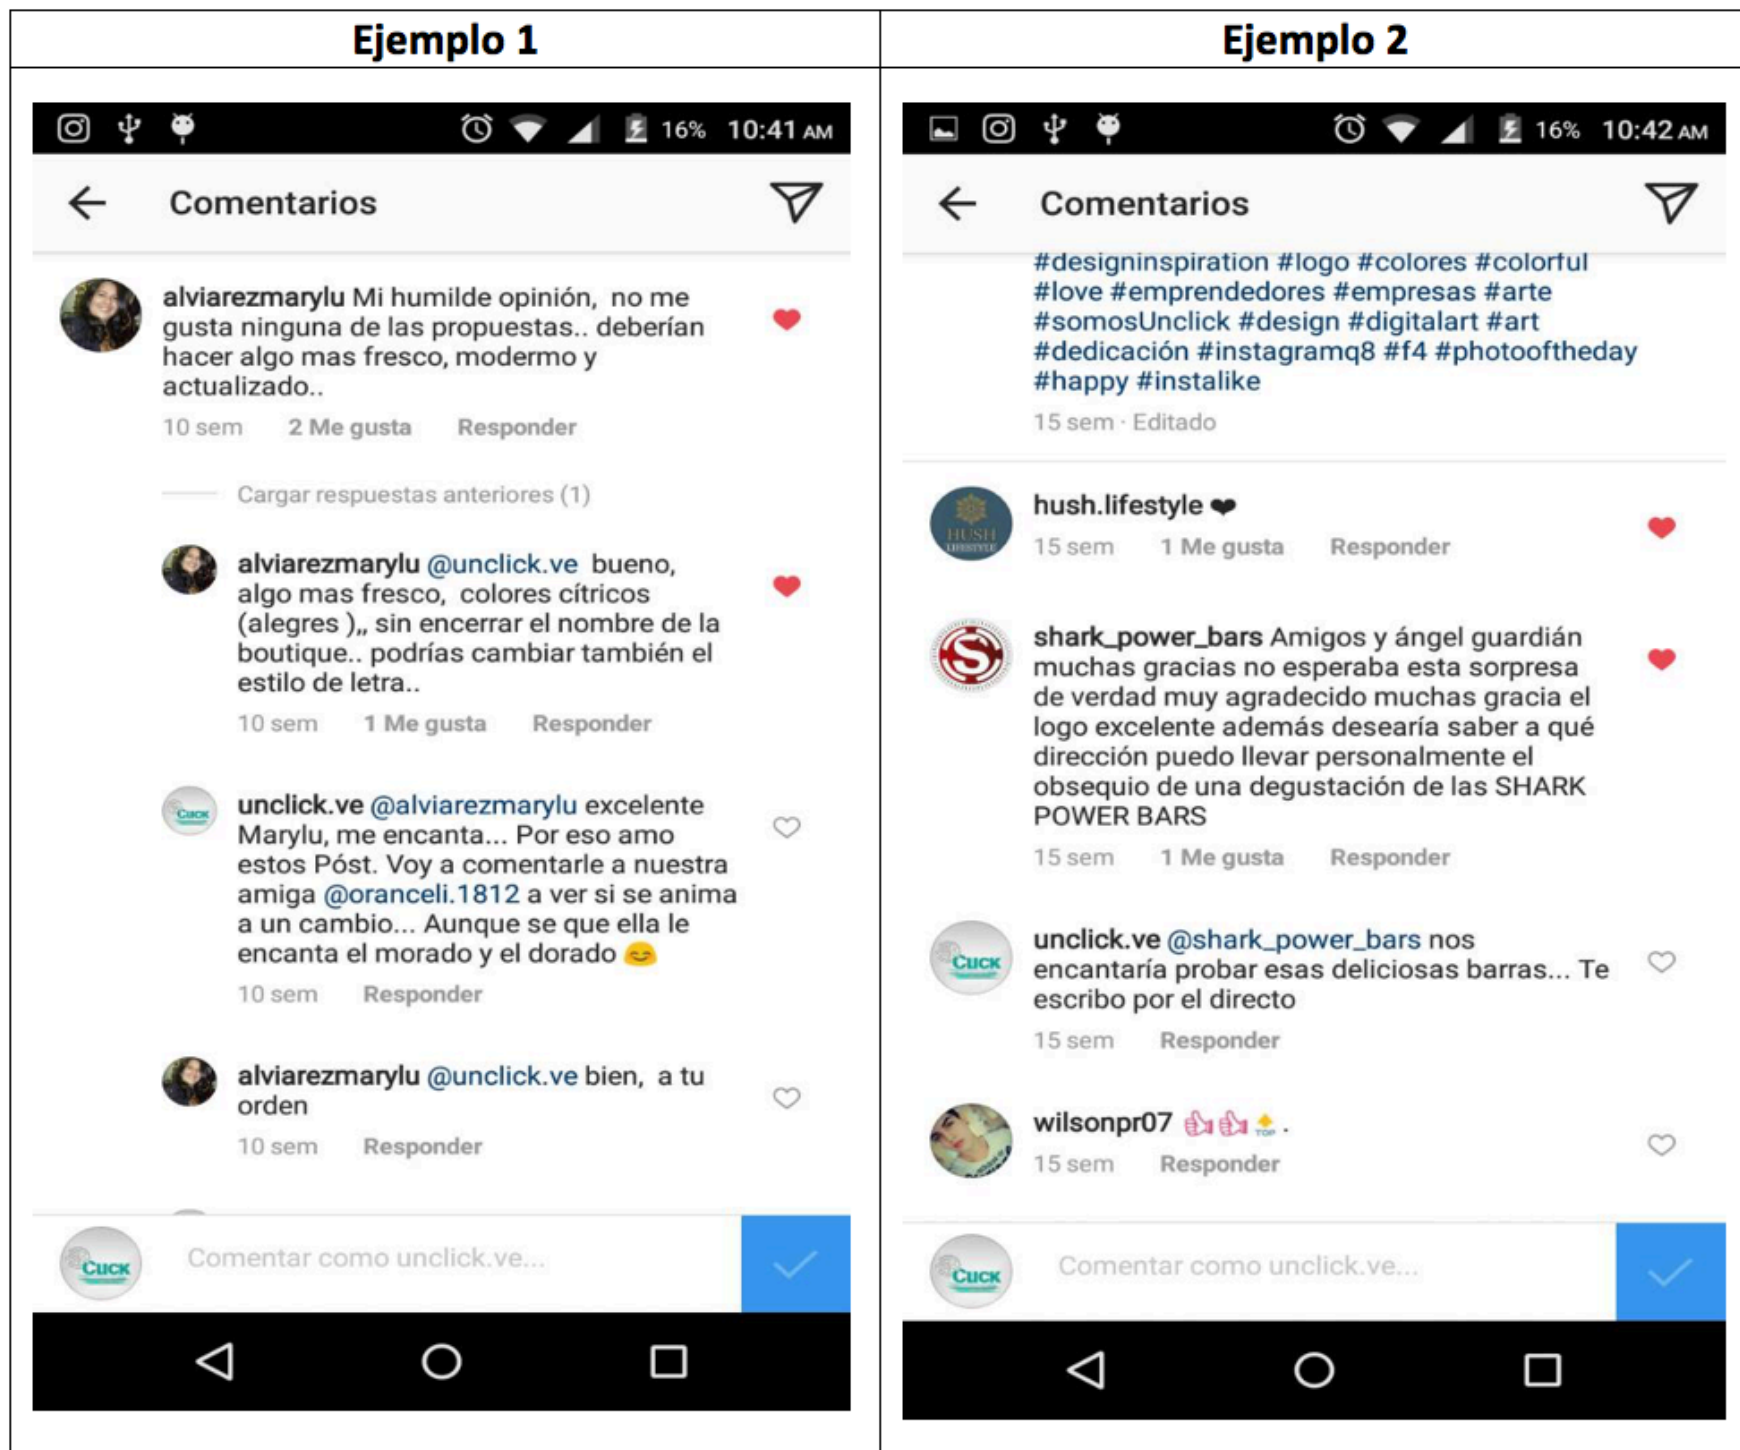 Ejemplo 1
10:41 AM
16%
Comentarios
alviarezmarylu Mi humilde opinión, no me
gusta ninguna de las propuestas.. deberían
hacer algo mas fresco, modermo y
actualizado..
10 sem 2 Me gusta Responder
Cargar respuestas anteriores (1)
alviarezmarylu @unclick.ve bueno,
algo mas fresco, colores cítricos
(alegres ),, sin encerrar el nombre de la
boutique.. podrías cambiar también el
estilo de letra..
10 sem 1 Me gusta Responder
Cuck
unclick.ve @alviarezmarylu excelente
Marylu, me encanta... Por eso amo
estos Póst. Voy a comentarle a nuestra
amiga @oranceli.1812 a ver si se anima
a un cambio... Aunque se que ella le
encanta el morado y el dorado 😊
10 sem Responder
alviarezmarylu @unclick.ve bien, a tu
orden
10 sem Responder
Cuck
Comentar como unclick.ve...
Ejemplo 2
16% 10:42 AM
Comentarios
#designinspiration #logo #colores #colorful
#love #emprendedores #empresas #arte
#somosUnclick #design #digitalart #art
#dedicación #instagramq8 #f4 #photooftheday
#happy #instalike
15 sem · Editado
HUSH
LIFESTYLE
hush.lifestyle ❤
15 sem 1 Me gusta Responder
S
shark_power_bars Amigos y ángel guardián
muchas gracias no esperaba esta sorpresa
de verdad muy agradecido muchas gracia el
logo excelente además desearía saber a qué
dirección puedo llevar personalmente el
obsequio de una degustación de las SHARK
POWER BARS
15 sem 1 Me gusta Responder
Cuck
unclick.ve @shark_power_bars nos
encantaría probar esas deliciosas barras... Te
escribo por el directo
15 sem Responder
wilsonpr07 👍👍🔝 .
15 sem Responder
Cuck
Comentar como unclick.ve...